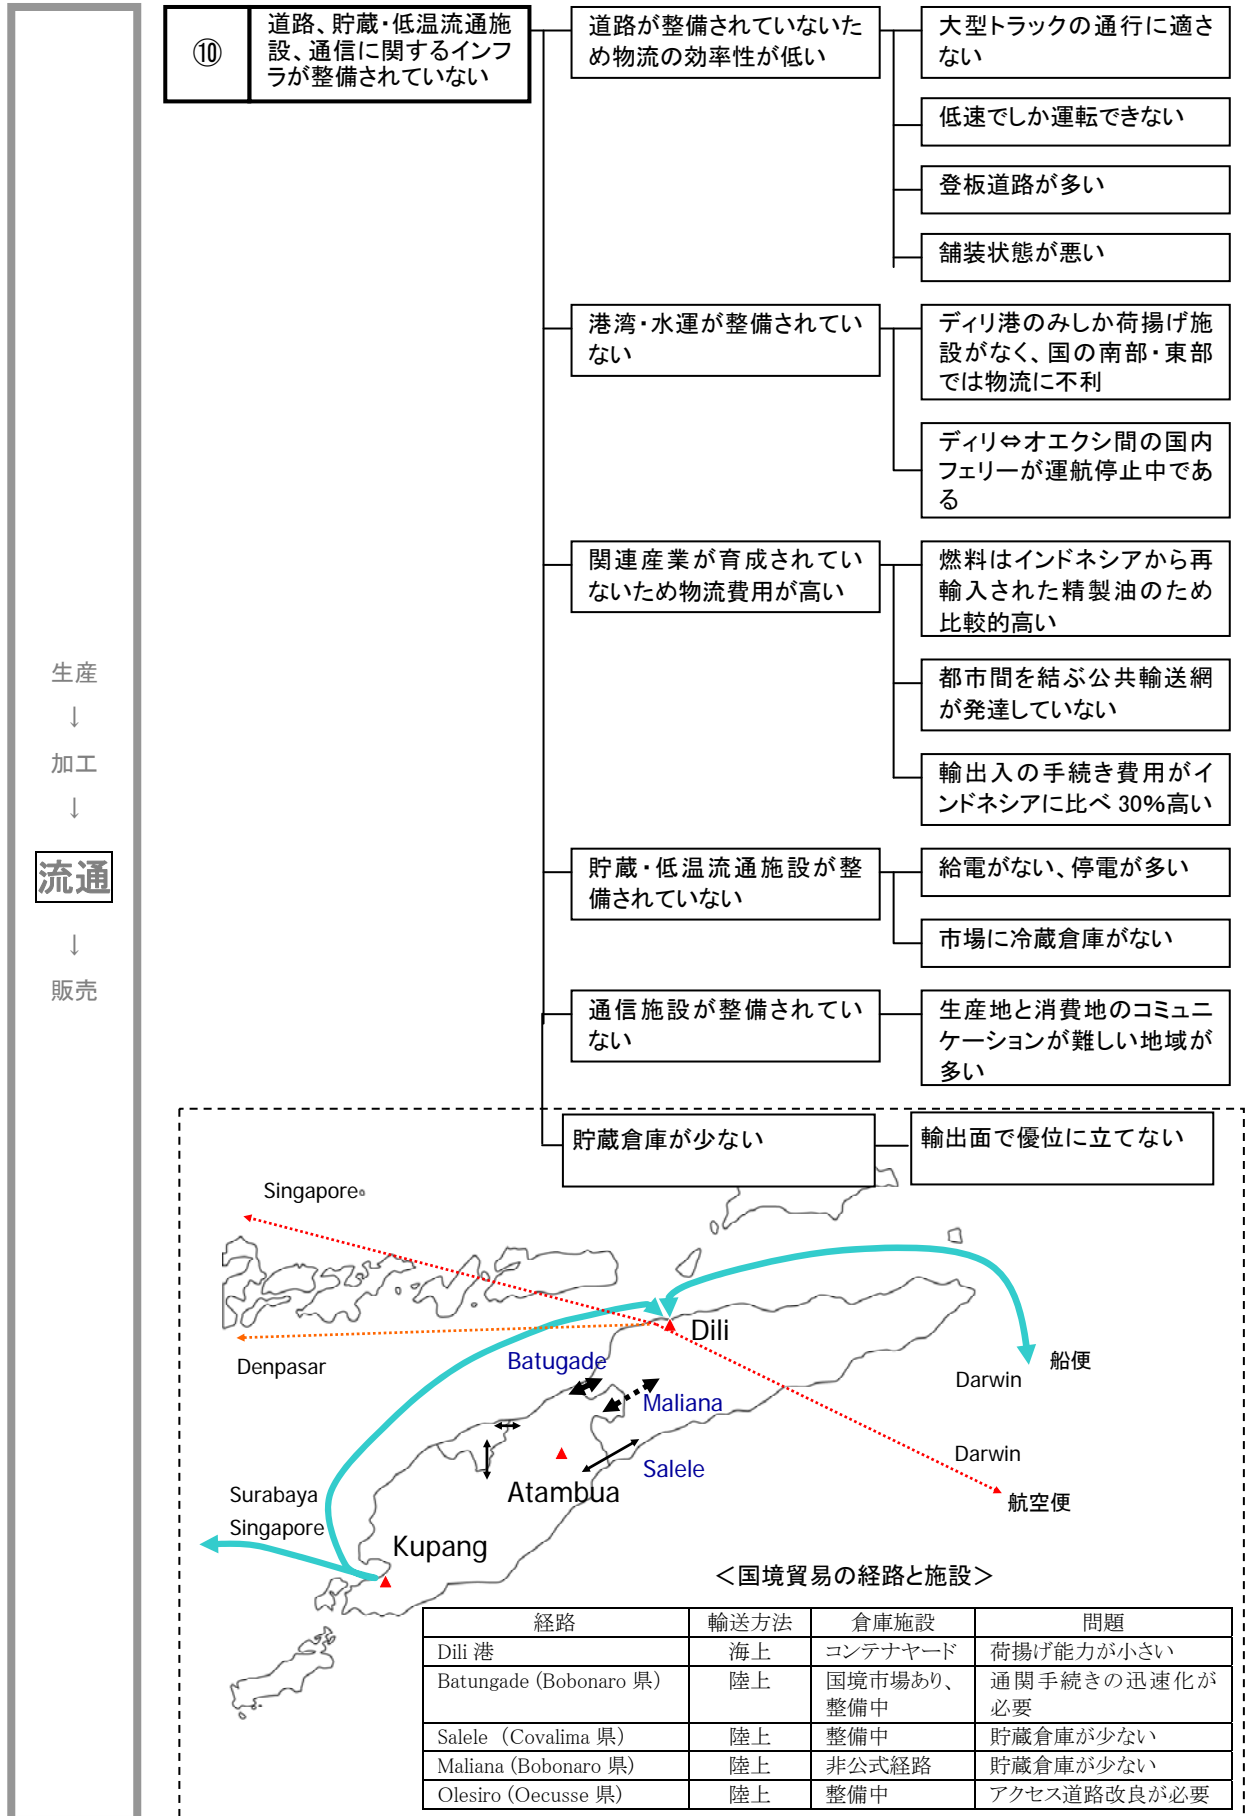 ⑩
道路、貯蔵・低温流通施
設、通信に関するインフ
ラが整備されていない
道路が整備されていないた
め物流の効率性が低い
大型トラックの通行に適さ
ない
低速でしか運転できない
登板道路が多い
舗装状態が悪い
港湾・水運が整備されてい
ない
ディリ港のみしか荷揚げ施
設がなく、国の南部・東部
では物流に不利
ディリ⇔オエクシ間の国内
フェリーが運航停止中であ
る
関連産業が育成されてい
ないため物流費用が高い
燃料はインドネシアから再
輸入された精製油のため
比較的高い
都市間を結ぶ公共輸送網
が発達していない
輸出入の手続き費用がイ
ンドネシアに比べ 30%高い
貯蔵・低温流通施設が整
備されていない
給電がない、停電が多い
市場に冷蔵倉庫がない
通信施設が整備されてい
ない
生産地と消費地のコミュニ
ケーションが難しい地域が
多い
貯蔵倉庫が少ない
輸出面で優位に立てない
生産
↓
加工
↓
流通
↓
販売
Singapore
Denpasar
Dili
Batugade
Maliana
Salele
Atambua
Surabaya
Singapore
Kupang
船便
Darwin
Darwin
航空便
＜国境貿易の経路と施設＞
経路 輸送方法 倉庫施設 問題
Dili 港 海上 コンテナヤード 荷揚げ能力が小さい
Batungade (Bobonaro 県) 陸上 国境市場あり、 通関手続きの迅速化が
整備中 必要
Salele （Covalima 県） 陸上 整備中 貯蔵倉庫が少ない
Maliana (Bobonaro 県) 陸上 非公式経路 貯蔵倉庫が少ない
Olesiro (Oecusse 県) 陸上 整備中 アクセス道路改良が必要